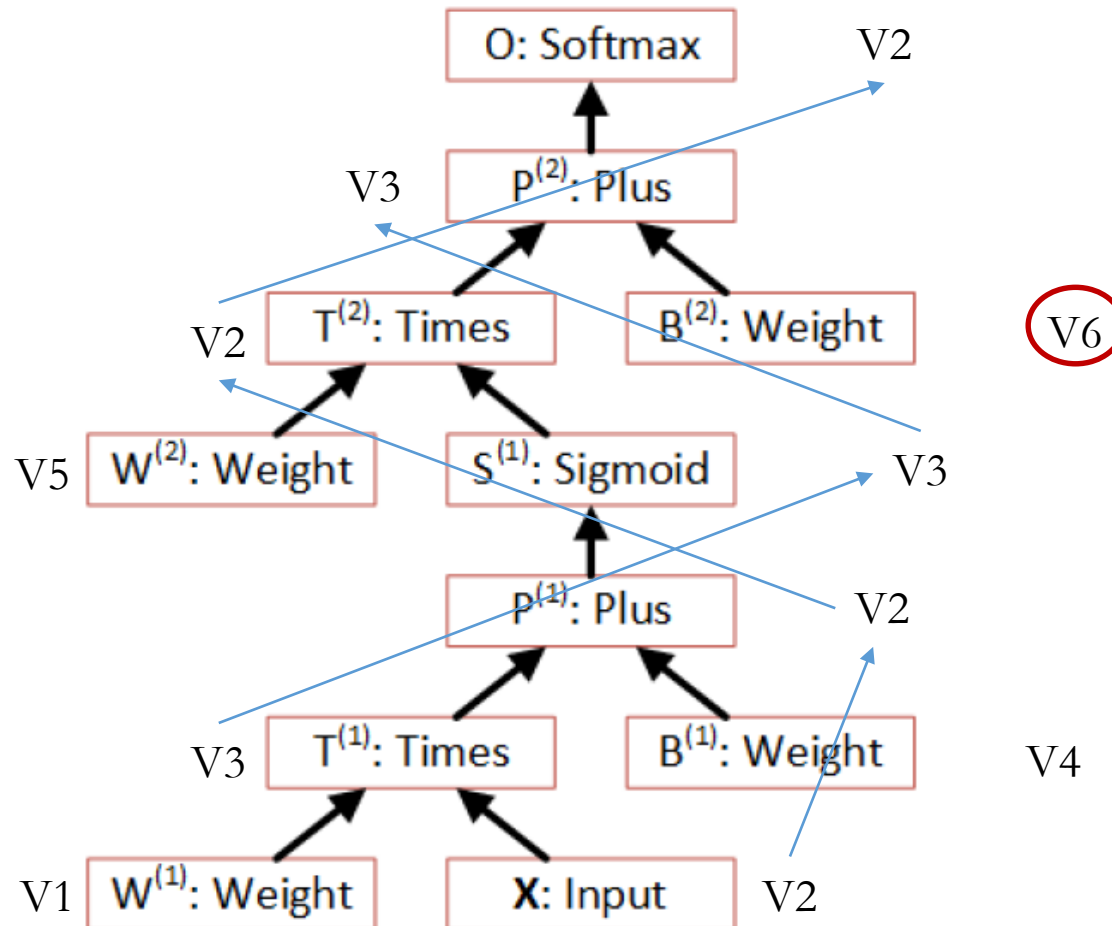 O: Softmax V2
V3 P(2): Plus
V2 T(2): Times B(2): Weight V6
V5 W(2): Weight S(1): Sigmoid V3
P(1): Plus V2
V3 T(1): Times B(1): Weight V4
V1 W(1): Weight X: Input V2